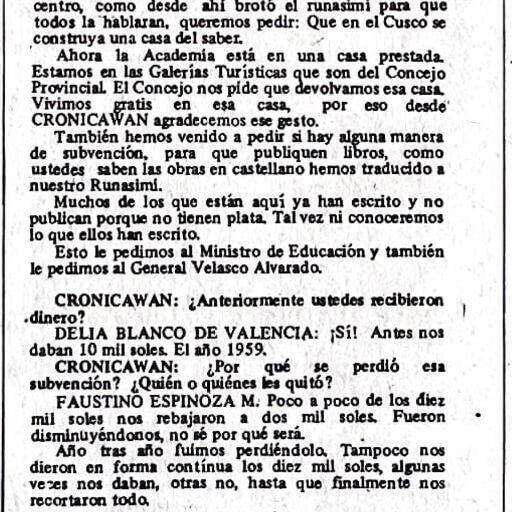 centro, como desde ahí brotó el runasimi para que
todos la hablaran, queremos pedir: Que en el Cusco se
construya una casa del saber.
Ahora la Academia está en una casa prestada.
Estamos en las Galerías Turísticas que son del Concejo
Provincial. El Concejo nos pide que devolvamos esa casa.
Vivimos gratis en esa casa, por eso desde
CRONICAWAN agradecemos ese gesto.
También hemos venido a pedir si hay alguna manera
de subvención, para que publiquen libros, como
ustedes saben las obras en castellano hemos traducido a
nuestro Runasimi.
Muchos de los que están aquí ya han escrito y no
publican porque no tienen plata. Tal vez ni conoceremos
lo que ellos han escrito.
Esto le pedimos al Ministro de Educación y también
le pedimos al General Velasco Alvarado.
CRONICAWAN: ¿Anteriormente ustedes recibieron
dinero?
DELIA BLANCO DE VALENCIA: ¡Sí! Antes nos
daban 10 mil soles. El año 1959.
CRONICAWAN: ¿Por qué se perdió esa
subvención? ¿Quién o quiénes les quitó?
FAUSTINO ESPINOZA M. Poco a poco de los diez
mil soles nos rebajaron a dos mil soles. Fueron
disminuyéndonos, no sé por qué será.
Año tras año fuimos perdiéndolo. Tampoco nos
dieron en forma contínua los diez mil soles, algunas
veces nos daban, otras no, hasta que finalmente nos
recortaron todo.